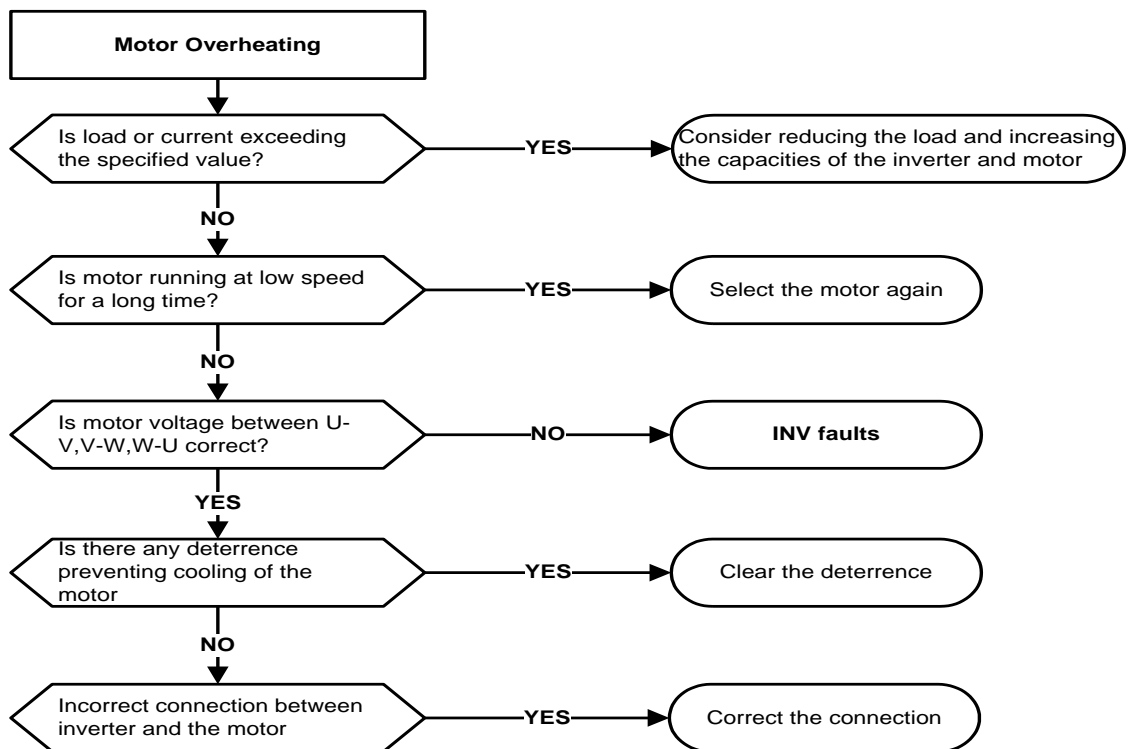 Motor Overheating
Is load or current exceeding
the specified value?
YES
Consider reducing the load and increasing
the capacities of the inverter and motor
NO
Is motor running at low speed
for a long time?
YES
Select the motor again
NO
Is motor voltage between U-
V,V-W,W-U correct?
NO
INV faults
YES
Is there any deterrence
preventing cooling of the
motor
YES
Clear the deterrence
NO
Incorrect connection between
inverter and the motor
YES
Correct the connection